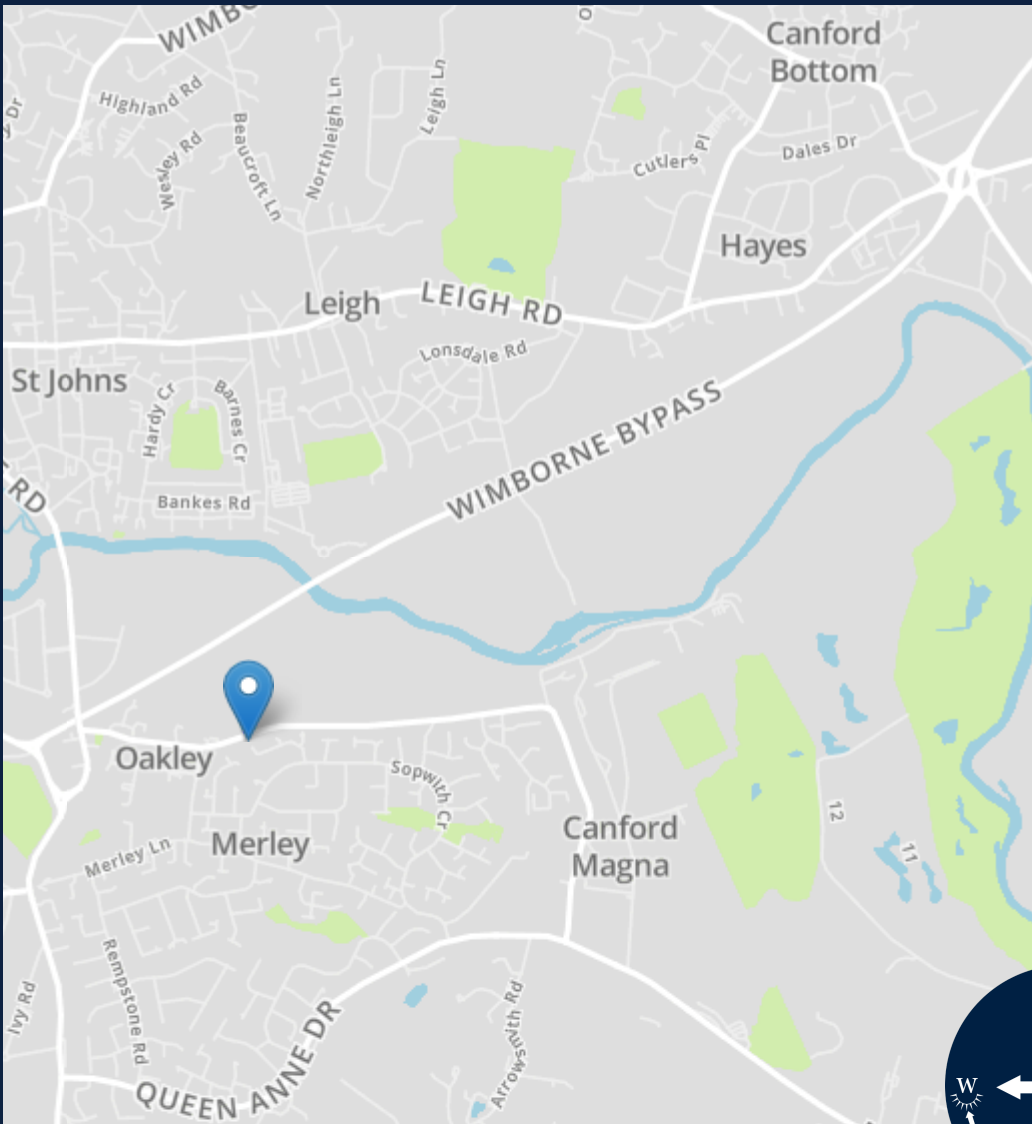 WIMBO
O
Canford
Bottom
Highland Rd
Leigh Ln
Northleigh Ln
y Dr
Beaucroft Ln
Wesley Rd
Cutlers Pl
Dales Dr
Hayes
Leigh
LEIGH RD
Lonsdale Rd
St Johns
Hardy Cr
Barnes Cr
WIMBORNE BYPASS
RD
Bankes Rd
Oakley
Sopwith Cr
Merley
Merley Ln
Canford
Magna
12
11
Rempstone Rd
Ivy Rd
Arrowsmith Rd
QUEEN ANNE DR
W